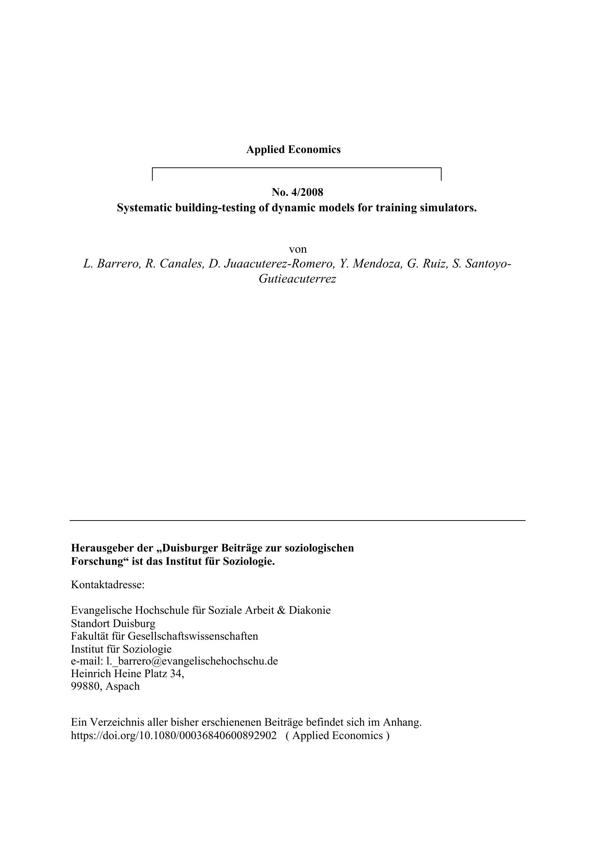 Applied Economics
No. 4/2008
Systematic building-testing of dynamic models for training simulators.
von
L. Barrero, R. Canales, D. Juaacuterez-Romero, Y. Mendoza, G. Ruiz, S. Santoyo-
Gutieacuterrez
Herausgeber der „Duisburger Beiträge zur soziologischen
Forschung“ ist das Institut für Soziologie.
Kontaktadresse:
Evangelische Hochschule für Soziale Arbeit & Diakonie
Standort Duisburg
Fakultät für Gesellschaftswissenschaften
Institut für Soziologie
e-mail: l._barrero@evangelischehochschu.de
Heinrich Heine Platz 34,
99880, Aspach
Ein Verzeichnis aller bisher erschienenen Beiträge befindet sich im Anhang.
https://doi.org/10.1080/00036840600892902 ( Applied Economics )